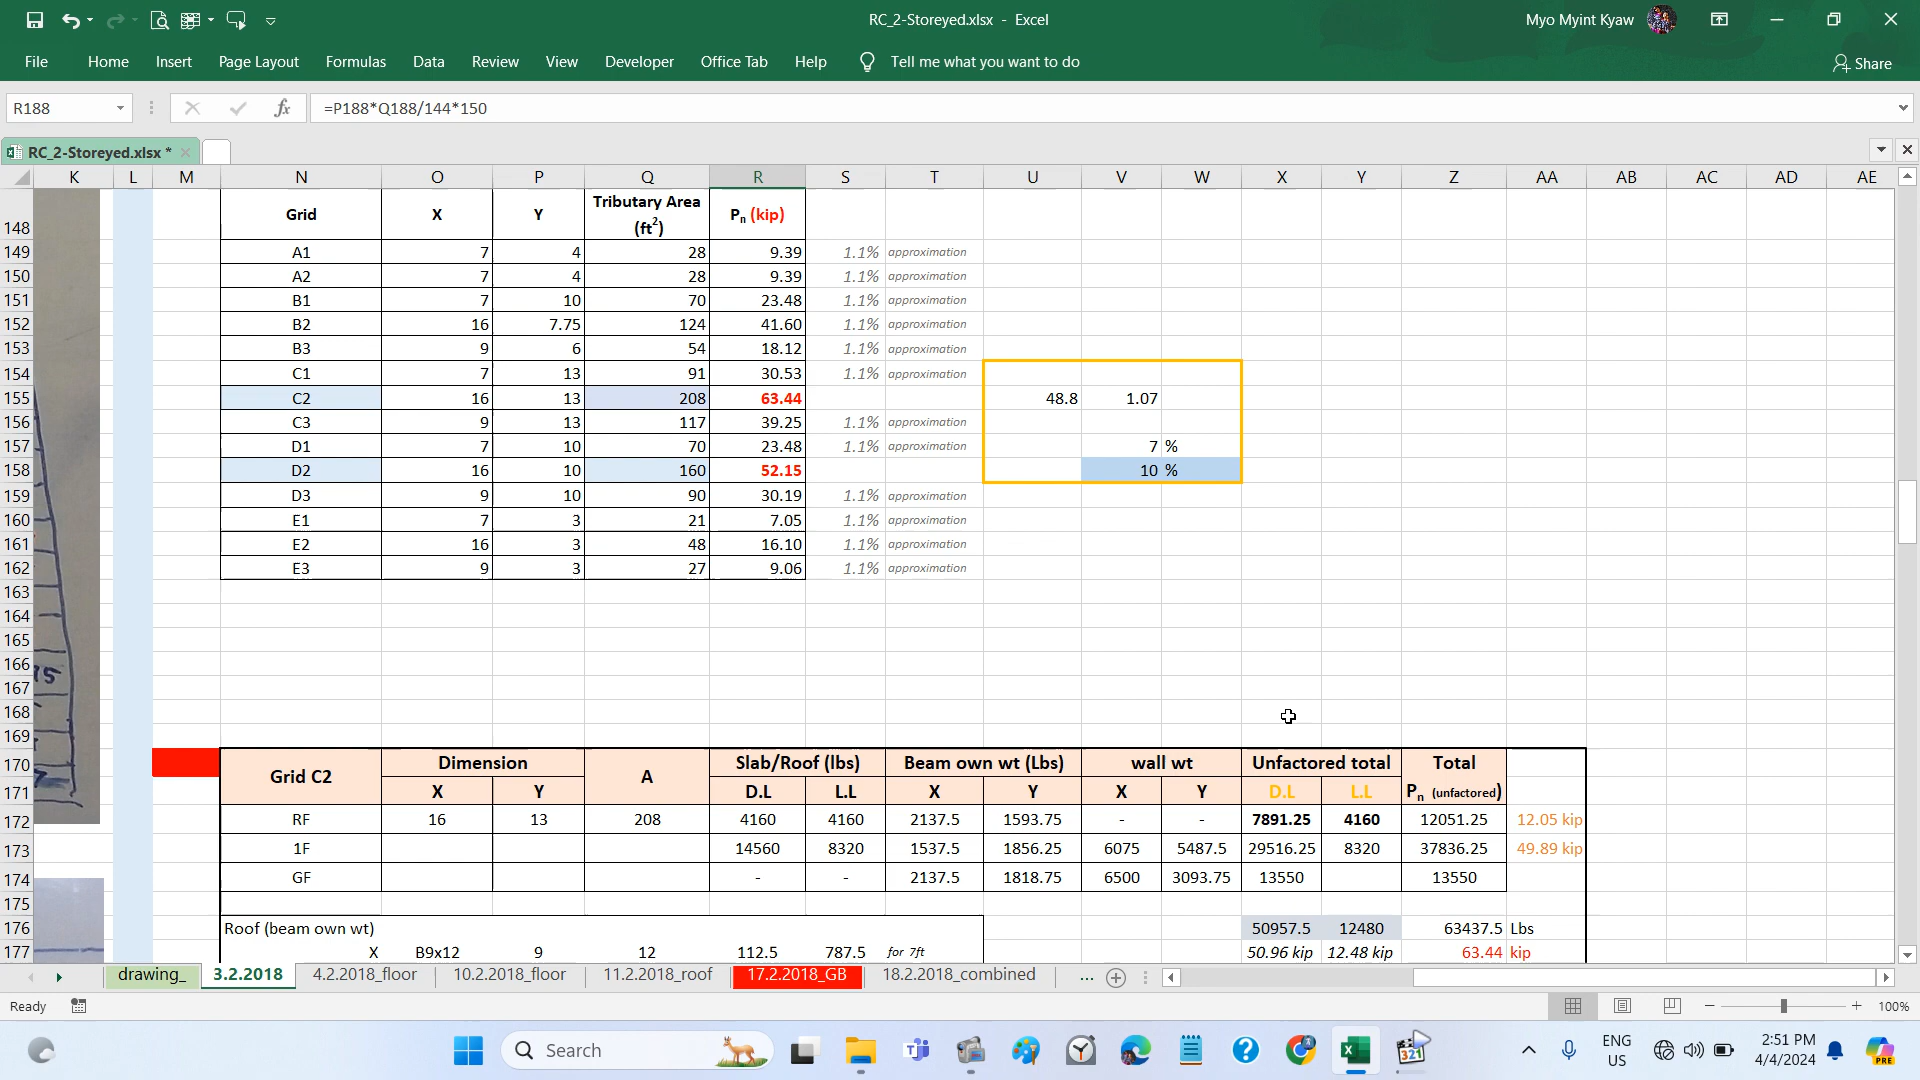 RC_2-Storeyed.xlsx - Excel
Myo Myint Kyaw
File Home Insert Page Layout Formulas Data Review View Developer Office Tab Help Tell me what you want to do
Share
R188 fx =P188*Q188/144*150
RC_2-Storeyed.xlsx *
K L M N O P Q R S T U V W X Y Z AA AB AC AD AE
148 Grid X Y Tributary Area (ft2) Pn (kip)
149 A1 7 4 28 9.39 1.1% approximation
150 A2 7 4 28 9.39 1.1% approximation
151 B1 7 10 70 23.48 1.1% approximation
152 B2 16 7.75 124 41.60 1.1% approximation
153 B3 9 6 54 18.12 1.1% approximation
154 C1 7 13 91 30.53 1.1% approximation
155 C2 16 13 208 63.44 48.8 1.07
156 C3 9 13 117 39.25 1.1% approximation
157 D1 7 10 70 23.48 1.1% approximation 7 %
158 D2 16 10 160 52.15 10 %
159 D3 9 10 90 30.19 1.1% approximation
160 E1 7 3 21 7.05 1.1% approximation
161 E2 16 3 48 16.10 1.1% approximation
162 E3 9 3 27 9.06 1.1% approximation
163
164
165
166
167
168
169
170 Grid C2 Dimension A Slab/Roof (lbs) Beam own wt (Lbs) wall wt Unfactored total Total
171 X Y D.L L.L X Y X Y D.L L.L Pn (unfactored)
172 RF 16 13 208 4160 4160 2137.5 1593.75 - - 7891.25 4160 12051.25 12.05 kip
173 1F 14560 8320 1537.5 1856.25 6075 5487.5 29516.25 8320 37836.25 49.89 kip
174 GF - - 2137.5 1818.75 6500 3093.75 13550 13550
175
176 Roof (beam own wt) 50957.5 12480 63437.5 Lbs
177 X B9x12 9 12 112.5 787.5 for 7ft 50.96 kip 12.48 kip 63.44 kip
drawing_ 3.2.2018 4.2.2018_floor 10.2.2018_floor 11.2.2018_roof 17.2.2018_GB 18.2.2018_combined ...
Ready 100%
Search
321
ENG
US
2:51 PM
4/4/2024
PRE